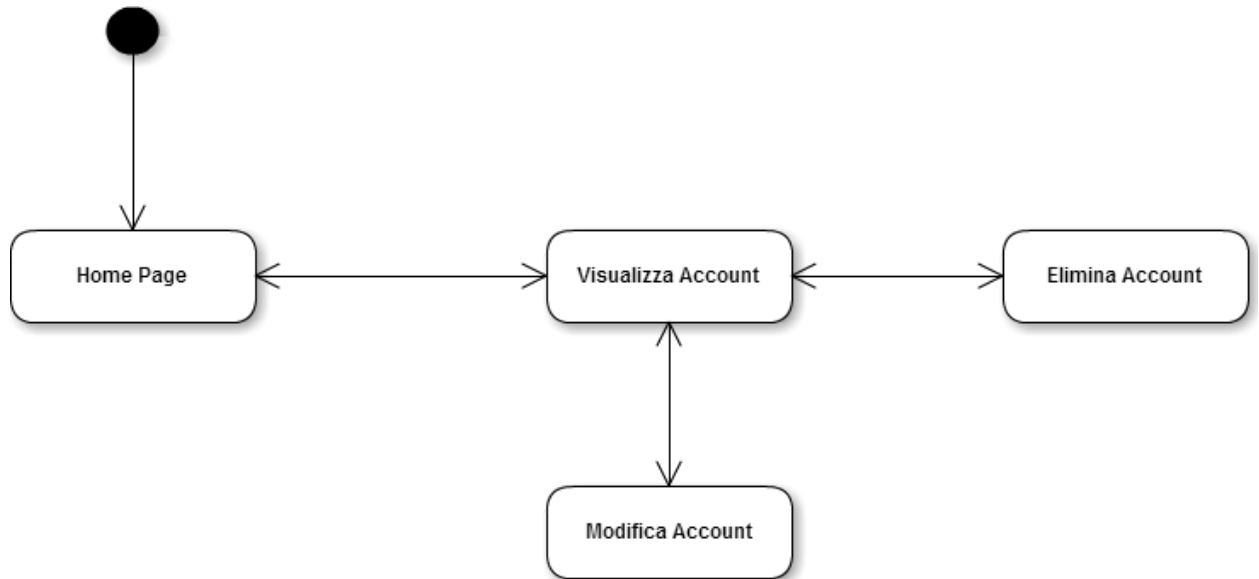 Home Page
Visualizza Account
Elimina Account
Modifica Account